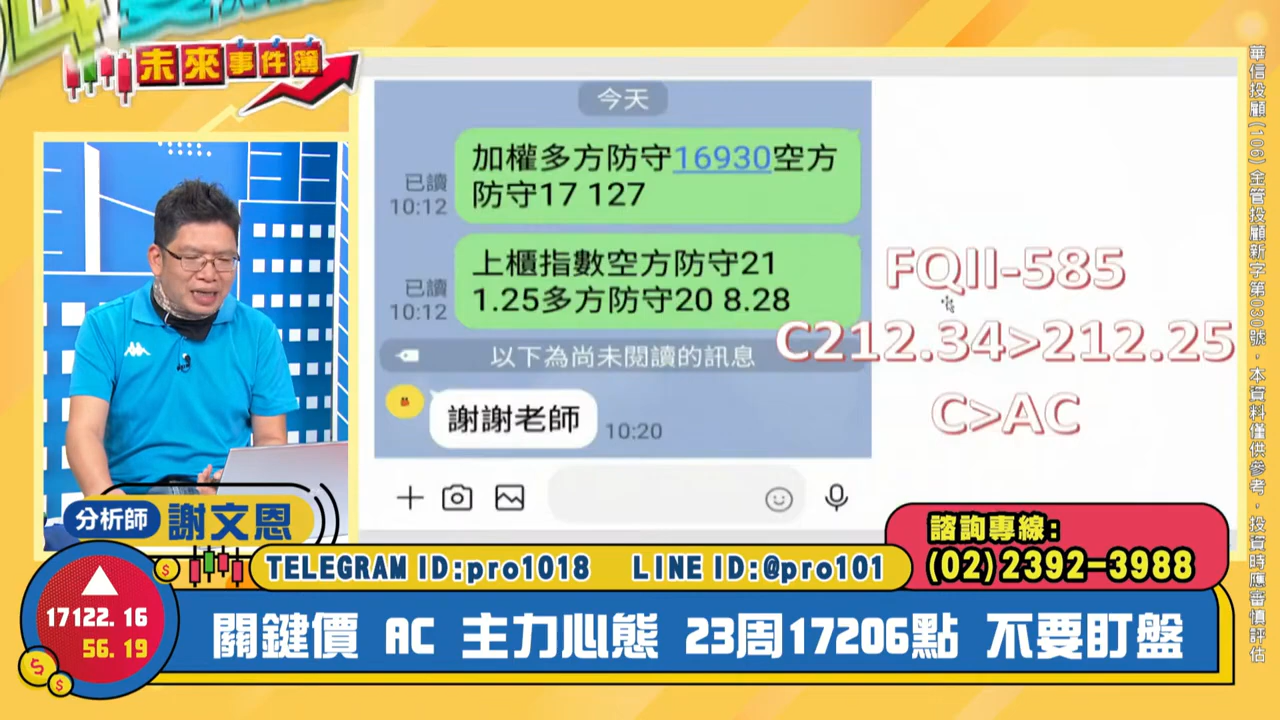 未來事件簿
今天
加權多方防守16930空方
防守17 127
已讀
10:12
上櫃指數空方防守21
1.25多方防守20 8.28
已讀
10:12
以下為尚未閱讀的訊息
謝謝老師
10:20
FQII-585
C212.34>212.25
C>AC
華信投顧(106)金管投顧新字第030號，本資料僅供參考，投資時應審慎評估
分析師
謝文恩
諮詢專線:
(02)2392-3988
TELEGRAM ID:pro1018 LINE ID:@pro101
17122.16
56.19
關鍵價 AC 主力心態 23周17206點 不要盯盤